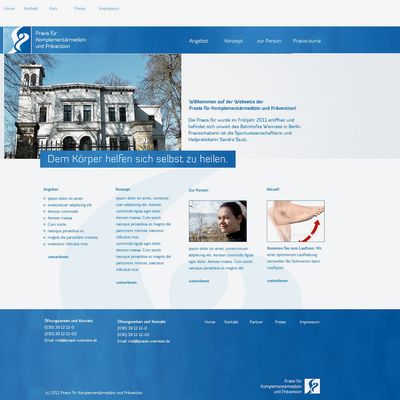 Home Kontakt Fam Preise Impressum
Praxis für
Komplementärmedizin
und Prävention
Angebot Konzept zur Person Praxisräume
Willkommen auf der Webseite der
Praxis für Komplementärmedizin und Prävention!
Die Praxis für wurde im Frühjahr 2011 eröffnet und
befindet sich unweit des Bahnhofes Wannsee in Berlin.
Praxisinhaberin ist die Sportwissenschaftlerin und
Heilpraktikerin Sandra
Dem Körper helfen sich selbst zu heilen.
Angebot
ipsum dolor sit amet,
consectetuer adipiscing elit.
Aenean commodo
Aenean massa.
Cum sociis
natoque penatibus et
magnis dis parturient montes,
nascetur ridiculus mus.
weiterlesen
Konzept
ipsum dolor sit amet,
consectetuer adipiscing
elit. Aenean commodo
ligula eget dolor.
Aenean massa. Cum sociis
natoque penatibus et magnis dis
parturient montes, nascetur
ridiculus mus
Aenean massa. Cum sociis
natoque penatibus et magnis dis
parturient montes, nascetur
ridiculus mus
weiterlesen
Zur Person
ipsum dolor sit amet, consectetuer
adipiscing elit. Aenean commodo
ligula eget dolor. Aenean massa.
Cum sociis
natoque penatibus et magnis dis
weiterlesen
Aktuell
Kommen Sie zum Lauftest. Mit
einer optimierten Laufhaltung
vermeiden Sie Schmerzen beim
Laufsport.
weiterlesen
Öffnungszeiten und Kontakt
(030) 39 12 12-0
(030) 39 12 12-02
Email: mail@praxis-wannsee.de
Öffnungszeiten und Kontakt
(030) 39 12 12-0
(030) 39 12 12-02
Email: mail@praxis-wannsee.de
Home Kontakt Partner Preise Impressum
(c) 2011 Praxis für Komplementärmedizin und Prävention
Praxis für
Komplementärmedizin
und Prävention